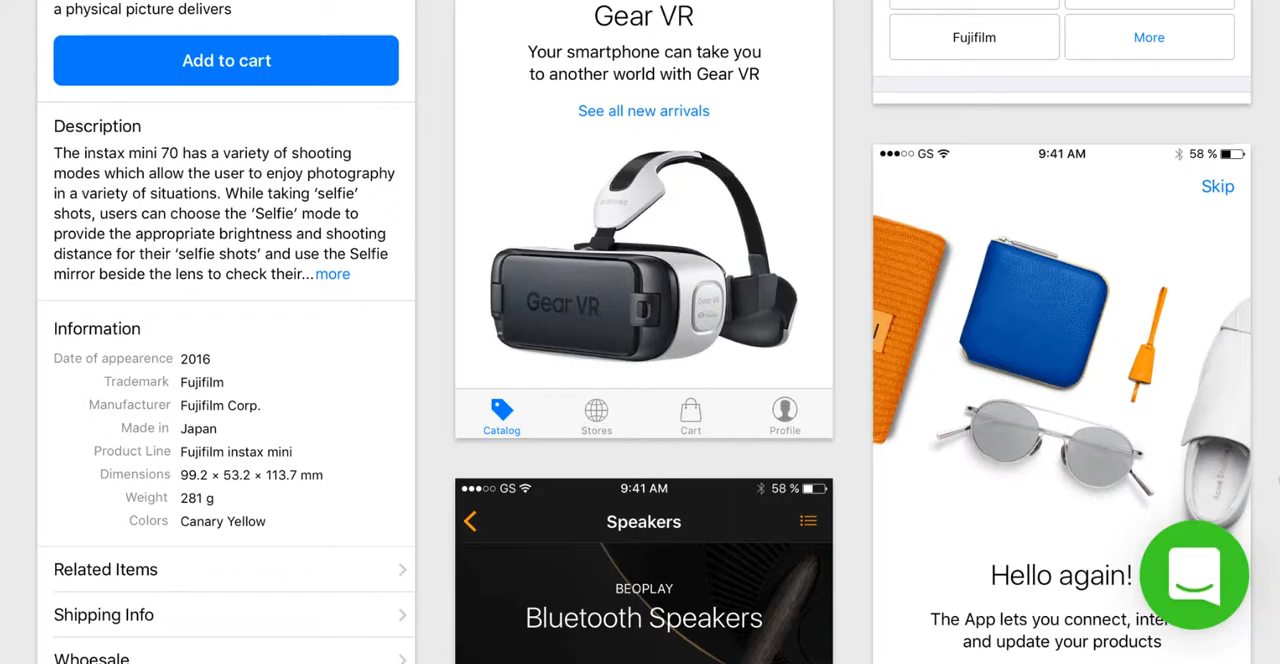 a physical picture delivers
Add to cart
Description
The instax mini 70 has a variety of shooting
modes which allow the user to enjoy photography
in a variety of situations. While taking ‘selfie’
shots, users can choose the ‘Selfie’ mode to
provide the appropriate brightness and shooting
distance for their ‘selfie shots’ and use the Selfie
mirror beside the lens to check their...more
Information
Date of appearence 2016
Trademark Fujifilm
Manufacturer Fujifilm Corp.
Made in Japan
Product Line Fujifilm instax mini
Dimensions 99.2 × 53.2 × 113.7 mm
Weight 281 g
Colors Canary Yellow
Related Items
Shipping Info
Wholesale
Gear VR
Your smartphone can take you
to another world with Gear VR
See all new arrivals
SAMSUNG
Gear VR
Gear VR
Catalog
Stores
Cart
Profile
GS 9:41 AM 58 %
Speakers
BEOPLAY
Bluetooth Speakers
Fujifilm
More
GS 9:41 AM 58 %
Skip
Acne Studios
Hello again!
The App lets you connect, inte
and update your products